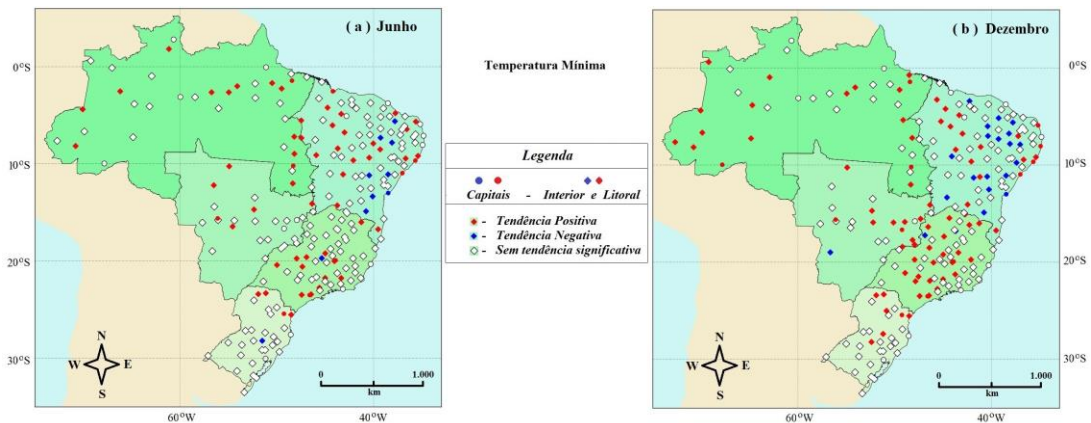 ( a ) Junho
Temperatura Mínima
( b ) Dezembro
0°S
10°S
20°S
30°S
60°W
40°W
N
W E
S
0 1.000
km
Legenda
Capitais - Interior e Litoral
- Tendência Positiva
- Tendência Negativa
- Sem tendência significativa
0°S
10°S
20°S
30°S
60°W
40°W
N
W E
S
0 1.000
km